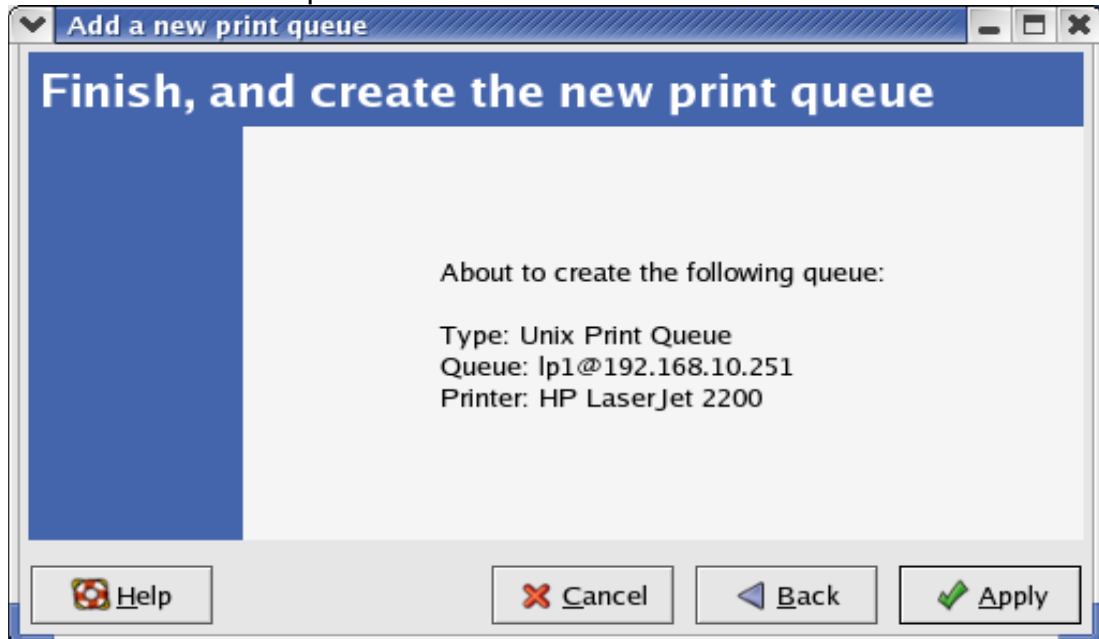 Add a new print queue
Finish, and create the new print queue
About to create the following queue:
Type: Unix Print Queue
Queue: lp1@192.168.10.251
Printer: HP LaserJet 2200
Help
Cancel
Back
Apply